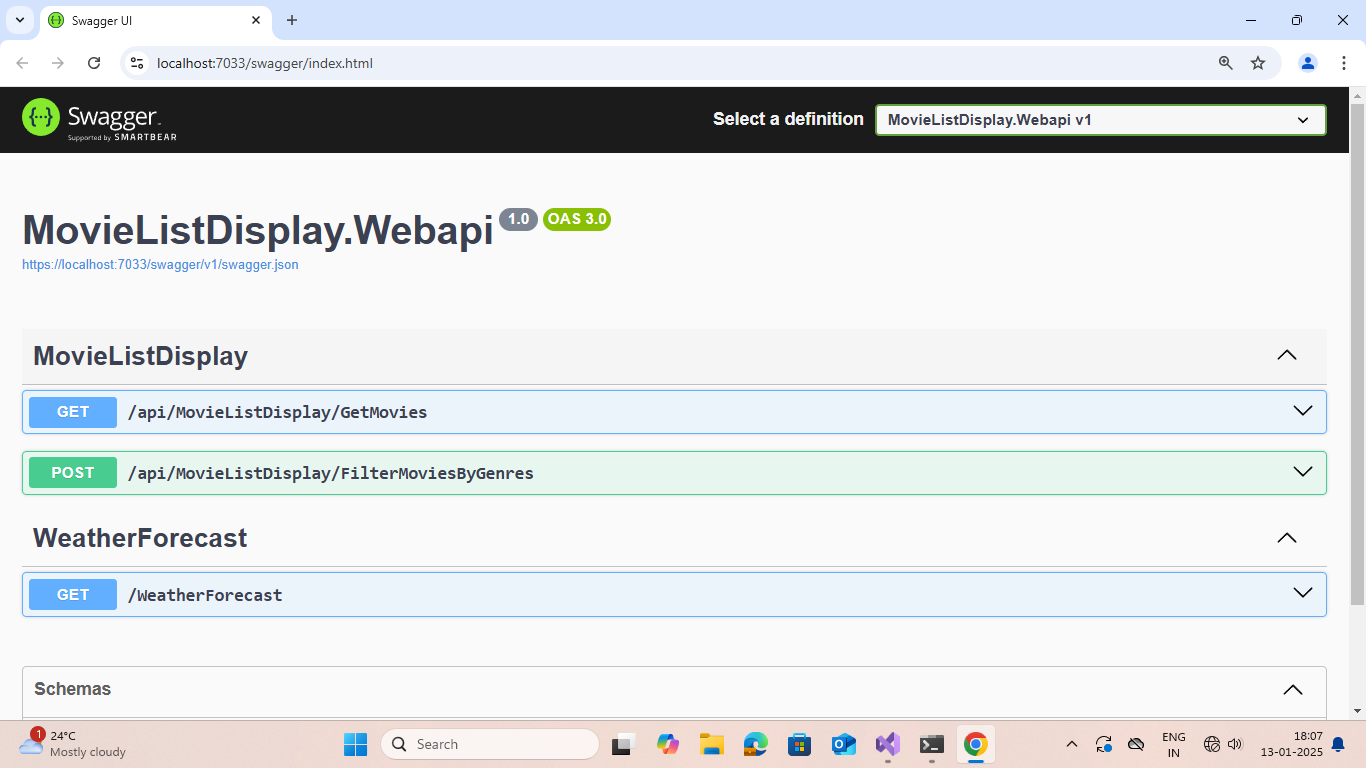 Swagger UI
localhost:7033/swagger/index.html
Swagger
Supported by SMARTBEAR
Select a definition
MovieListDisplay.Webapi v1
MovieListDisplay.Webapi 1.0 OAS 3.0
https://localhost:7033/swagger/v1/swagger.json
MovieListDisplay
GET /api/MovieListDisplay/GetMovies
POST /api/MovieListDisplay/FilterMoviesByGenres
WeatherForecast
GET /WeatherForecast
Schemas
1
24°C
Mostly cloudy
Search
ENG
IN
18:07
13-01-2025